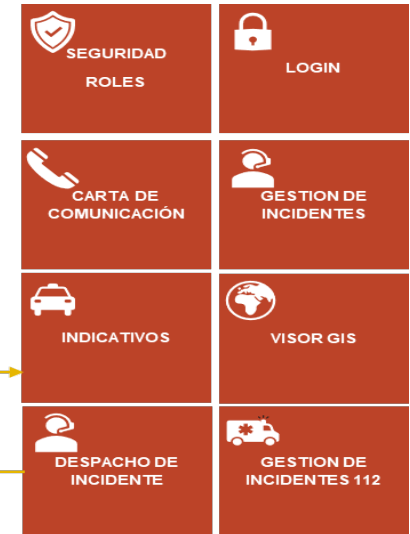 SEGURIDAD
ROLES
LOGIN
CARTA DE
COMUNICACIÓN
GESTION DE
INCIDENTES
INDICATIVOS
VISOR GIS
DESPACHO DE
INCIDENTE
GESTION DE
INCIDENTES 112